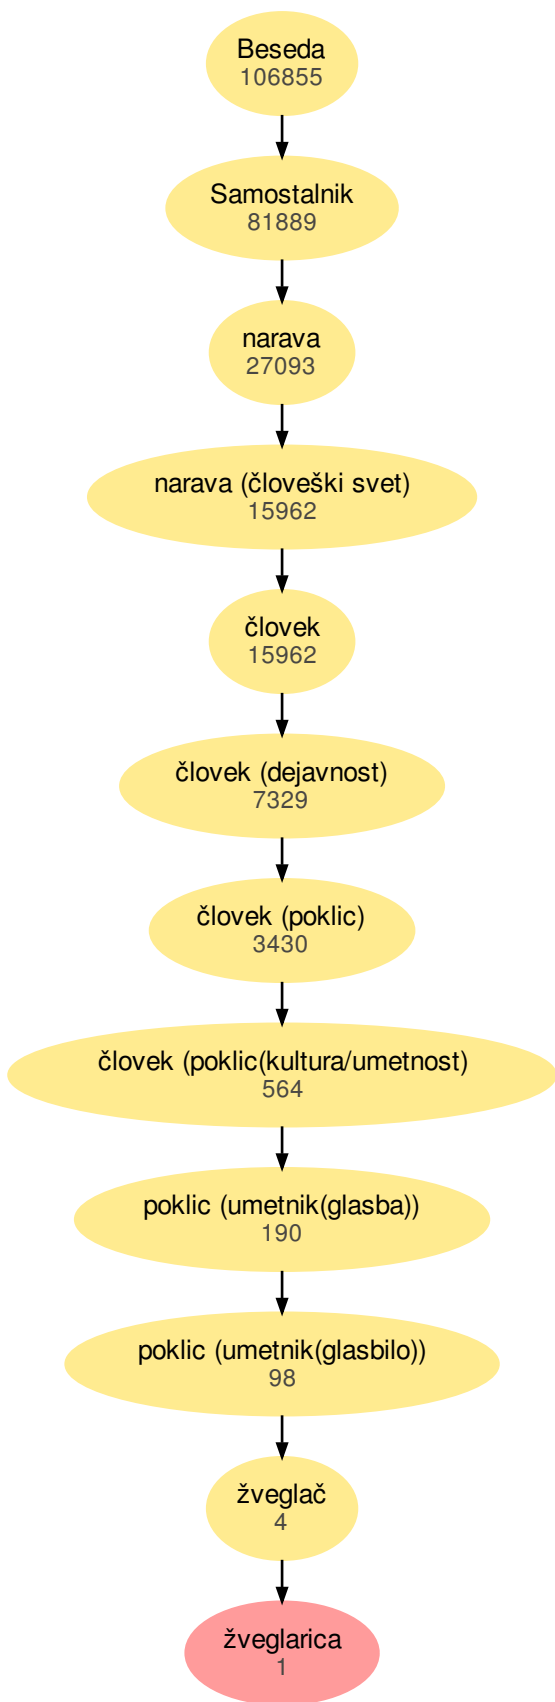 Beseda
106855
Samostalnik
81889
narava
27093
narava (človeški svet)
15962
človek
15962
človek (dejavnost)
7329
človek (poklic)
3430
človek (poklic(kultura/umetnost)
564
poklic (umetnik(glasba))
190
poklic (umetnik(glasbilo))
98
žveglač
4
žveglarica
1